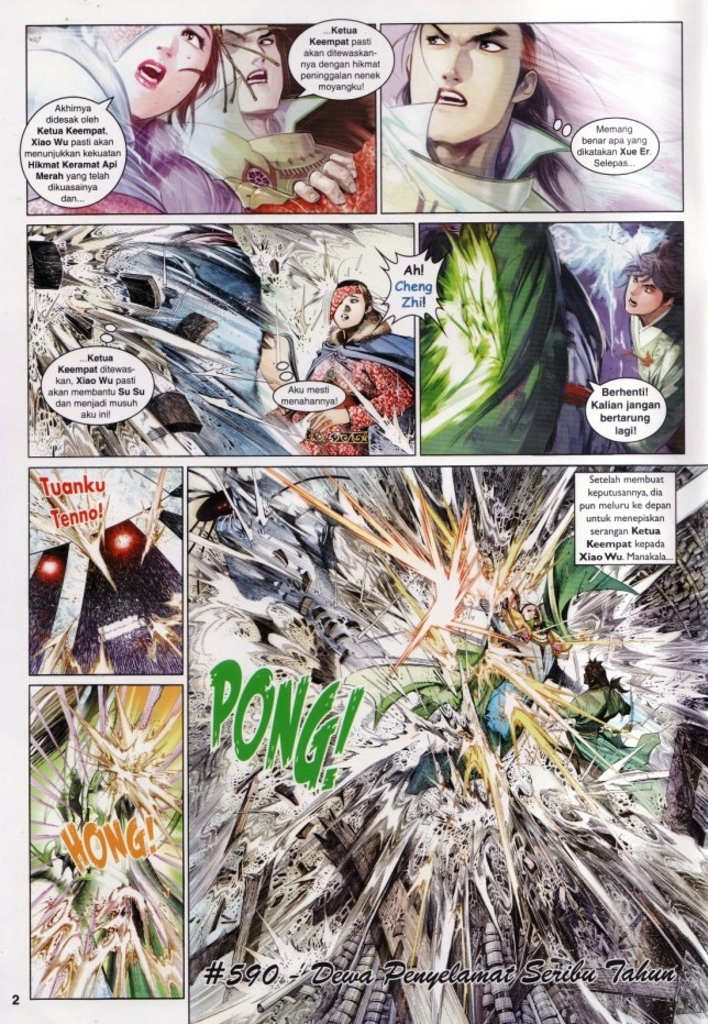 Akhirnya
didesak oleh
Ketua Keempat,
Xiao Wu pasti akan
menunjukkan kekuatan
Hikmat Keramat Api
Merah yang telah
dikuasainya
dan...
...Ketua
Keempat pasti
akan ditewaskan-
nya dengan hikmat
peninggalan nenek
moyangku!
Memang
benar apa yang
dikatakan Xue Er.
Selepas...
...Ketua
Keempat ditewas-
kan, Xiao Wu pasti
akan membantu Su Su
dan menjadi musuh
aku ini!
Aku mesti
menahannya!
Ah!
Cheng
Zhi!
Berhenti!
Kalian jangan
bertarung
lagi!
Tuanku
Tenno!
Setelah membuat
keputusannya, dia
pun meluru ke depan
untuk menepiskan
serangan Ketua
Keempat kepada
Xiao Wu. Manakala...
PONG!
HONG!
#590 - Dewa Penyelamat Seribu Tahun
2